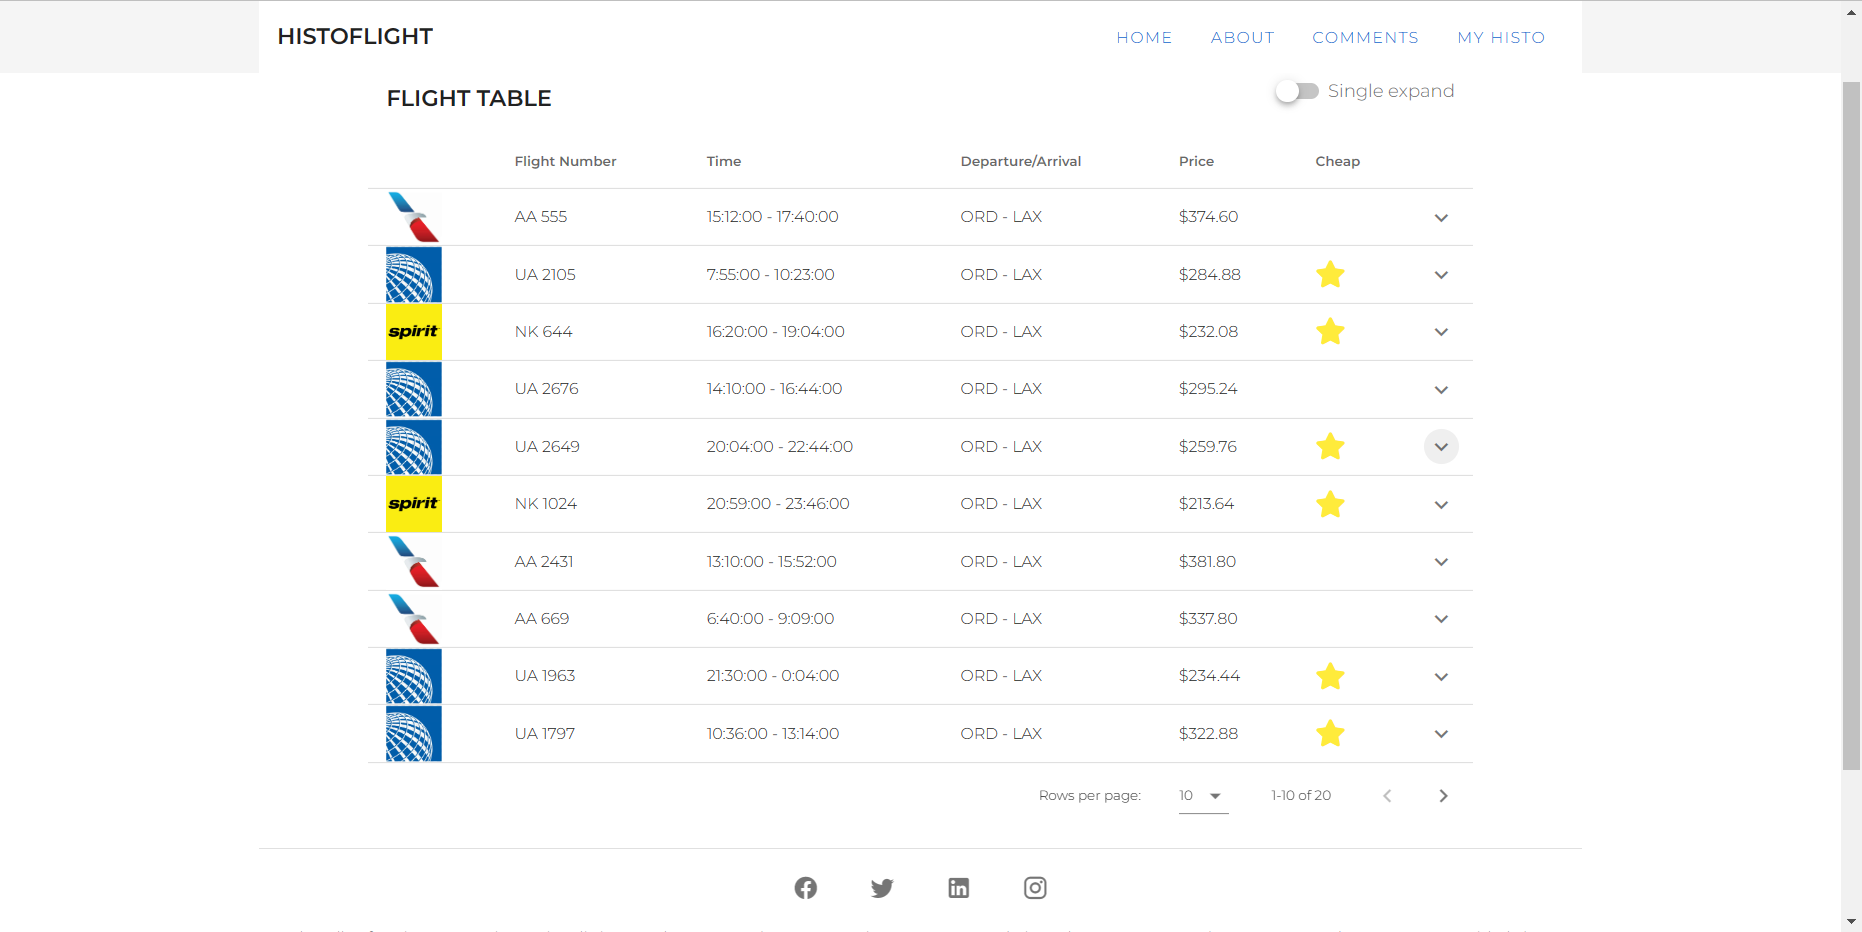 HISTOFLIGHT HOME ABOUT COMMENTS MY HISTO
FLIGHT TABLE Single expand
Flight Number Time Departure/Arrival Price Cheap
AA 555 15:12:00 - 17:40:00 ORD - LAX $374.60
UA 2105 7:55:00 - 10:23:00 ORD - LAX $284.88
spirit NK 644 16:20:00 - 19:04:00 ORD - LAX $232.08
UA 2676 14:10:00 - 16:44:00 ORD - LAX $295.24
UA 2649 20:04:00 - 22:44:00 ORD - LAX $259.76
spirit NK 1024 20:59:00 - 23:46:00 ORD - LAX $213.64
AA 2431 13:10:00 - 15:52:00 ORD - LAX $381.80
AA 669 6:40:00 - 9:09:00 ORD - LAX $337.80
UA 1963 21:30:00 - 0:04:00 ORD - LAX $234.44
UA 1797 10:36:00 - 13:14:00 ORD - LAX $322.88
Rows per page: 10 1-10 of 20